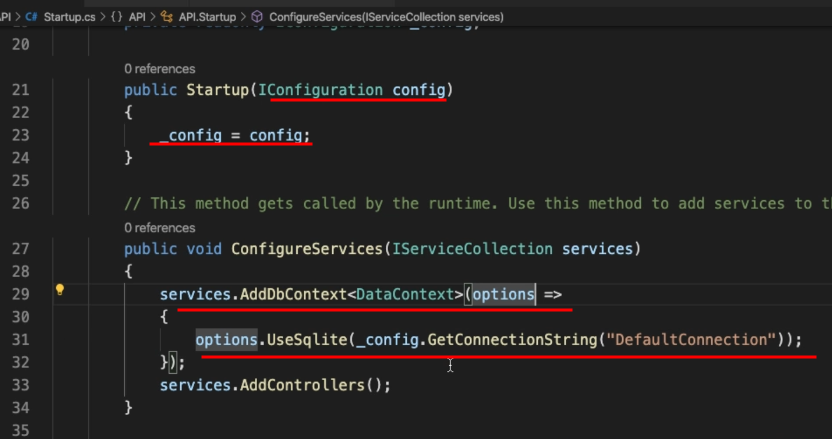 PI > C# Startup.cs > {} API > API.Startup > ConfigureServices(IServiceCollection services)
20
0 references
21 public Startup(IConfiguration config)
22 {
23 _config = config;
24 }
25
26 // This method gets called by the runtime. Use this method to add services to
0 references
27 public void ConfigureServices(IServiceCollection services)
28 {
29 services.AddDbContext<DataContext>(options =>
30 {
31 options.UseSqlite(_config.GetConnectionString("DefaultConnection"));
32 });
33 services.AddControllers();
34 }
35